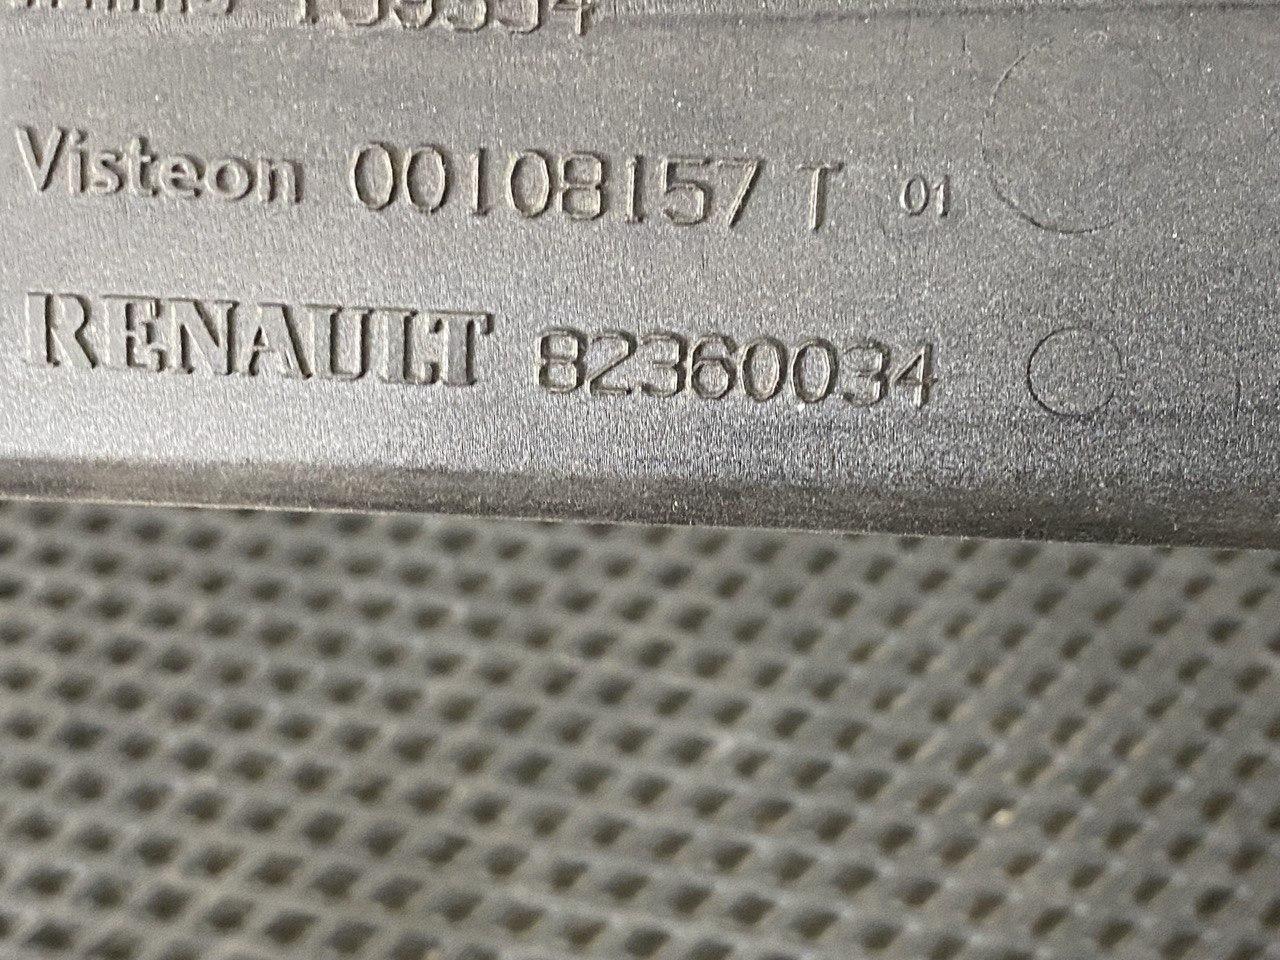 Visteon 00108157 T 01
RENAULT 82360034